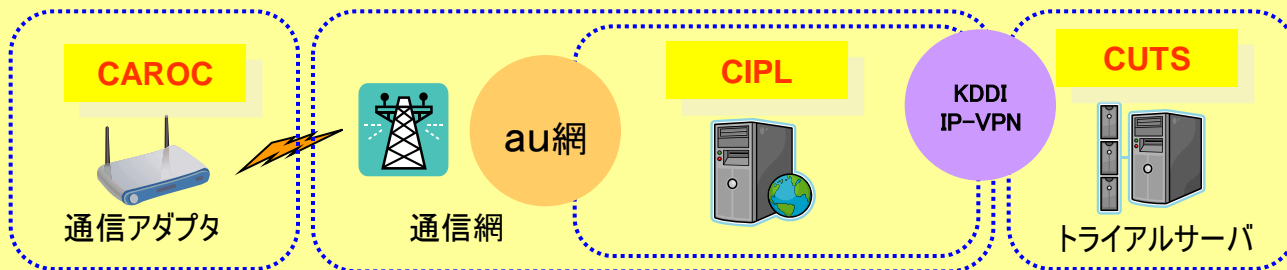 CAROC
通信アダプタ
通信網
au網
CIPL
KDDI
IP-VPN
CUTS
トライアルサーバ